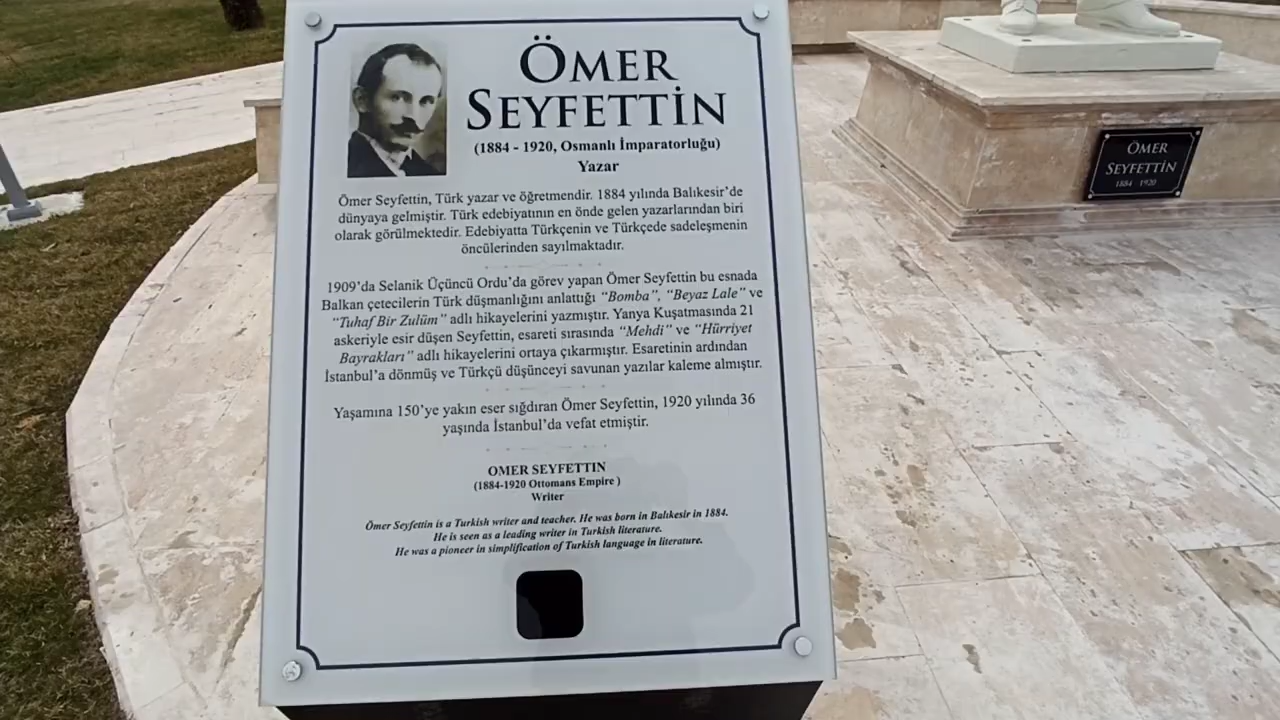 ÖMER
SEYFETTİN
(1884 - 1920, Osmanlı İmparatorluğu)
Yazar
Ömer Seyfettin, Türk yazar ve öğretmendir. 1884 yılında Balıkesir'de
dünyaya gelmiştir. Türk edebiyatının en önde gelen yazarlarından biri
olarak görülmektedir. Edebiyatta Türkçenin ve Türkçede sadeleşmenin
öncülerinden sayılmaktadır.
1909'da Selanik Üçüncü Ordu'da görev yapan Ömer Seyfettin bu esnada
Balkan çetecilerin Türk düşmanlığını anlattığı "Bomba", "Beyaz Lale" ve
"Tuhaf Bir Zulüm" adlı hikayelerini yazmıştır. Yanya Kuşatmasında 21
askeriyle esir düşen Seyfettin, esareti sırasında "Mehdi" ve "Hürriyet
Bayrakları" adlı hikayelerini ortaya çıkarmıştır. Esaretinin ardından
İstanbul'a dönmüş ve Türkçü düşünceyi savunan yazılar kaleme almıştır.
Yaşamına 150'ye yakın eser sığdıran Ömer Seyfettin, 1920 yılında 36
yaşında İstanbul'da vefat etmiştir.
OMER SEYFETTIN
(1884-1920 Ottomans Empire )
Writer
Ömer Seyfettin is a Turkish writer and teacher. He was born in Balıkesir in 1884.
He is seen as a leading writer in Turkish literature.
He was a pioneer in simplification of Turkish language in literature.
ÖMER
SEYFETTİN
1884 1920